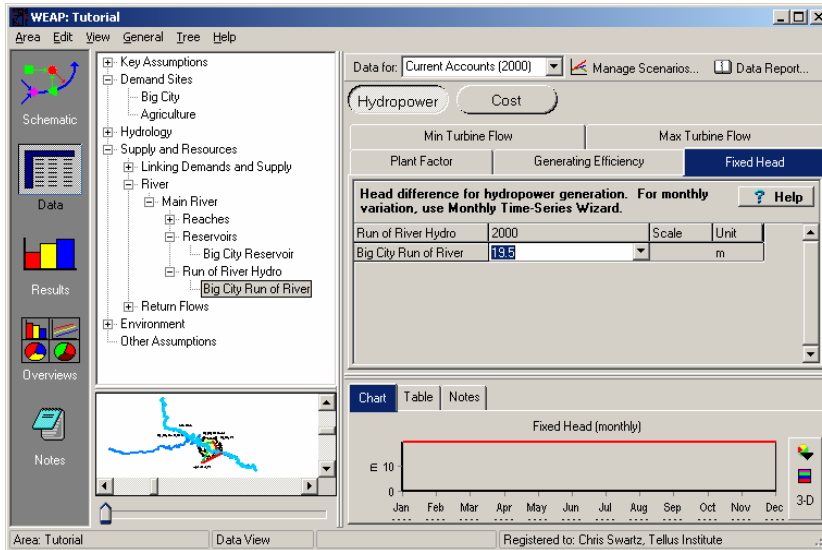 WEAP: Tutorial
Area Edit View General Tree Help
Schematic
Data
Results
Overviews
Notes
Key Assumptions
Demand Sites
Big City
Agriculture
Hydrology
Supply and Resources
Linking Demands and Supply
River
Main River
Reaches
Reservoirs
Big City Reservoir
Run of River Hydro
Big City Run of River
Return Flows
Environment
Other Assumptions
Data for: Current Accounts (2000) Manage Scenarios... Data Report...
Hydropower Cost
Min Turbine Flow Max Turbine Flow
Plant Factor Generating Efficiency Fixed Head
Head difference for hydropower generation. For monthly
variation, use Monthly Time-Series Wizard.
? Help
Run of River Hydro 2000 Scale Unit
Big City Run of River 19.5 m
Chart Table Notes
Fixed Head (monthly)
m
10
0
Jan Feb Mar Apr May Jun Jul Aug Sep Oct Nov Dec
3-D
Area: Tutorial Data View Registered to: Chris Swartz, Tellus Institute